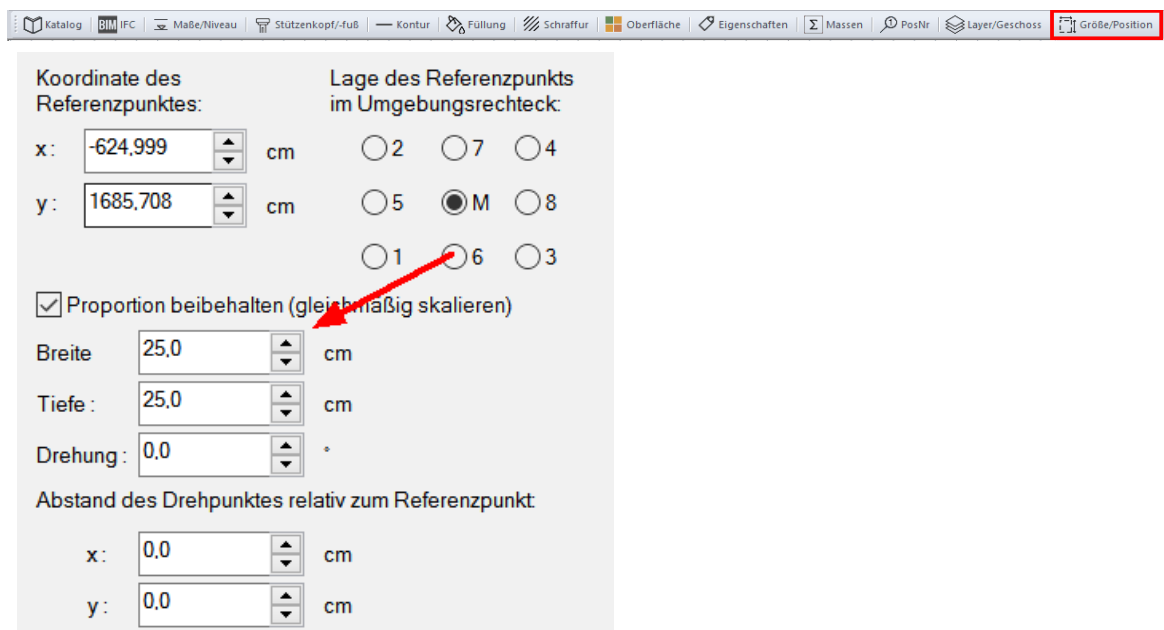 Katalog BIM IFC Maße/Niveau Stützenkopf/-fuß Kontur Füllung Schraffur Oberfläche Eigenschaften Σ Massen PosNr Layer/Geschoss Größe/Position
Koordinate des Referenzpunktes:
x: -624,999 cm
y: 1685,708 cm
Lage des Referenzpunkts
im Umgebungsrechteck:
2 7 4
5 M 8
1 6 3
Proportion beibehalten (gleichmäßig skalieren)
Breite 25,0 cm
Tiefe : 25,0 cm
Drehung : 0,0 °
Abstand des Drehpunktes relativ zum Referenzpunkt:
x: 0,0 cm
y: 0,0 cm